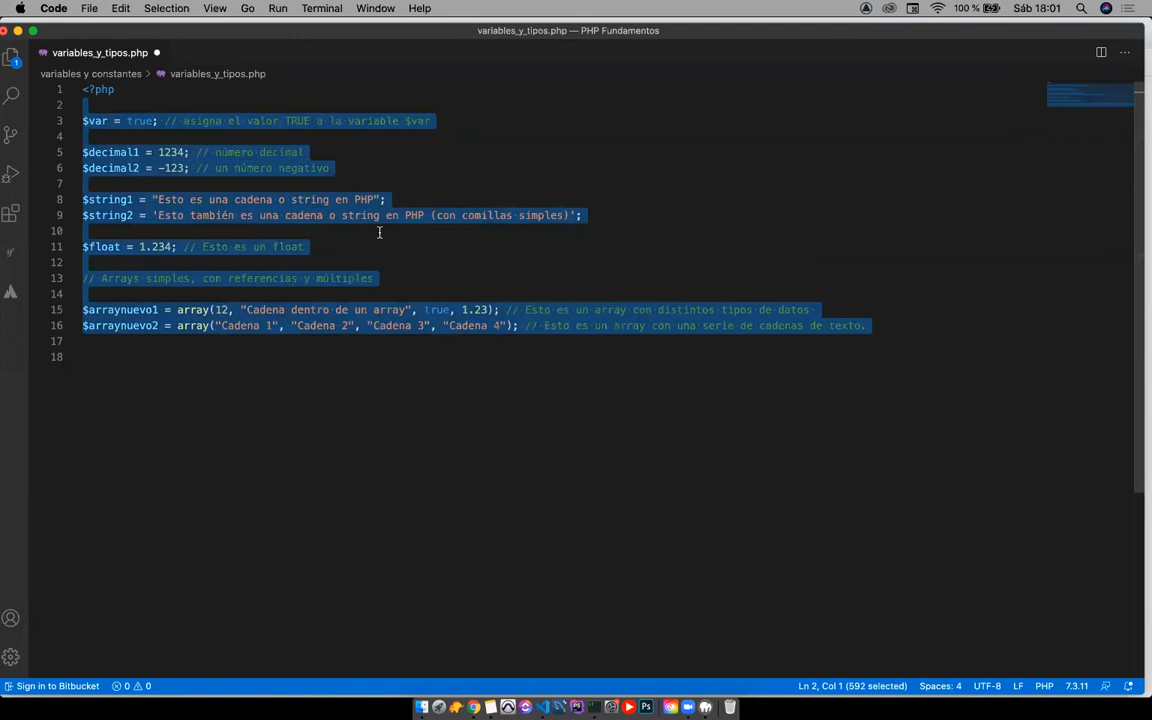 Code File Edit Selection View Go Run Terminal Window Help 100 % Sáb 18:01
variables_y_tipos.php — PHP Fundamentos
variables_y_tipos.php
variables y constantes > variables_y_tipos.php
1 <?php
2
3 $var = true; // asigna el valor TRUE a la variable $var
4
5 $decimal1 = 1234; // número decimal
6 $decimal2 = -123; // un número negativo
7
8 $string1 = "Esto es una cadena o string en PHP";
9 $string2 = 'Esto también es una cadena o string en PHP (con comillas simples)';
10
11 $float = 1.234; // Esto es un float
12
13 // Arrays simples, con referencias y múltiples
14
15 $arraynuevo1 = array(12, "Cadena dentro de un array", true, 1.23); // Esto es un array con distintos tipos de datos
16 $arraynuevo2 = array("Cadena 1", "Cadena 2", "Cadena 3", "Cadena 4"); // Esto es un array con una serie de cadenas de texto.
17
18
1
Sign in to Bitbucket 0 0 Ln 2, Col 1 (592 selected) Spaces: 4 UTF-8 LF PHP 7.3.11
Ps